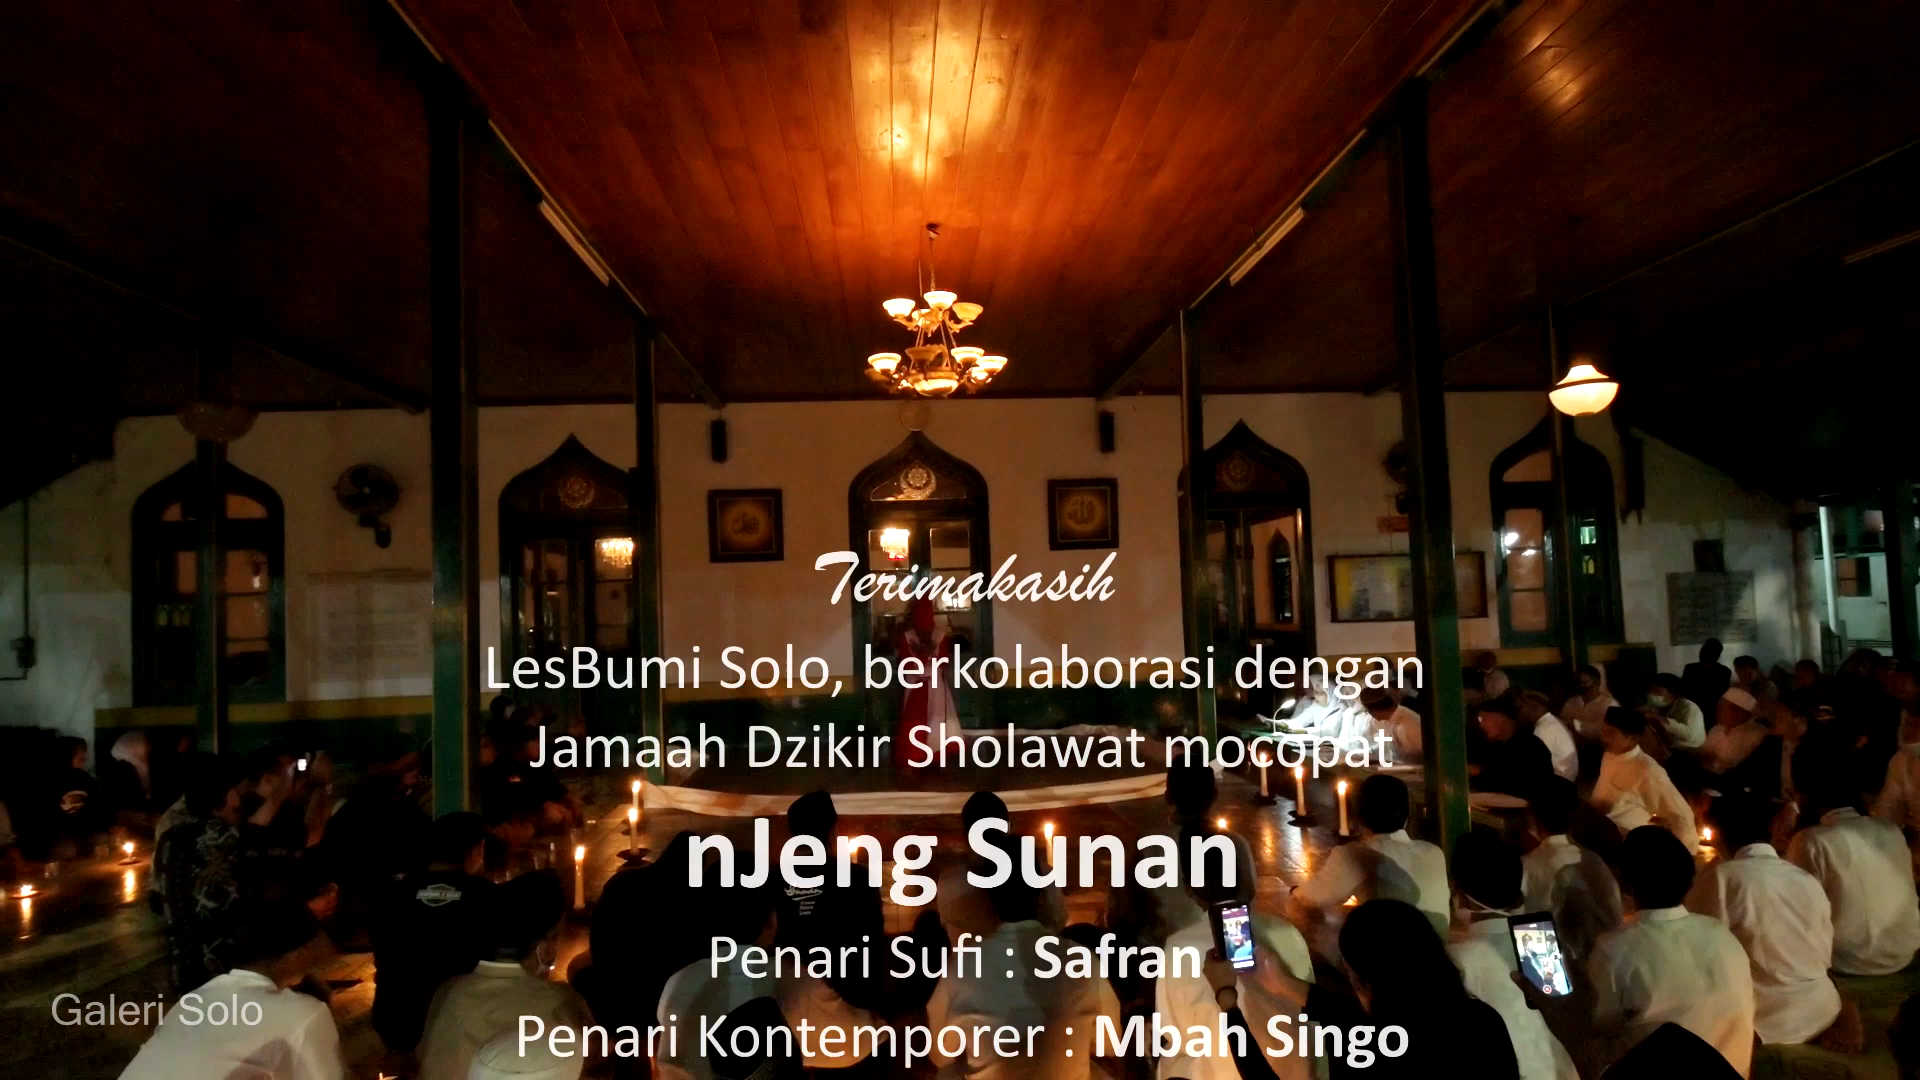 Terimakasih
LesBumi Solo, berkolaborasi dengan
Jamaah Dzikir Sholawat mocopat
nJeng Sunan
Penari Sufi : Safran
Galeri Solo
Penari Kontemporer : Mbah Singo